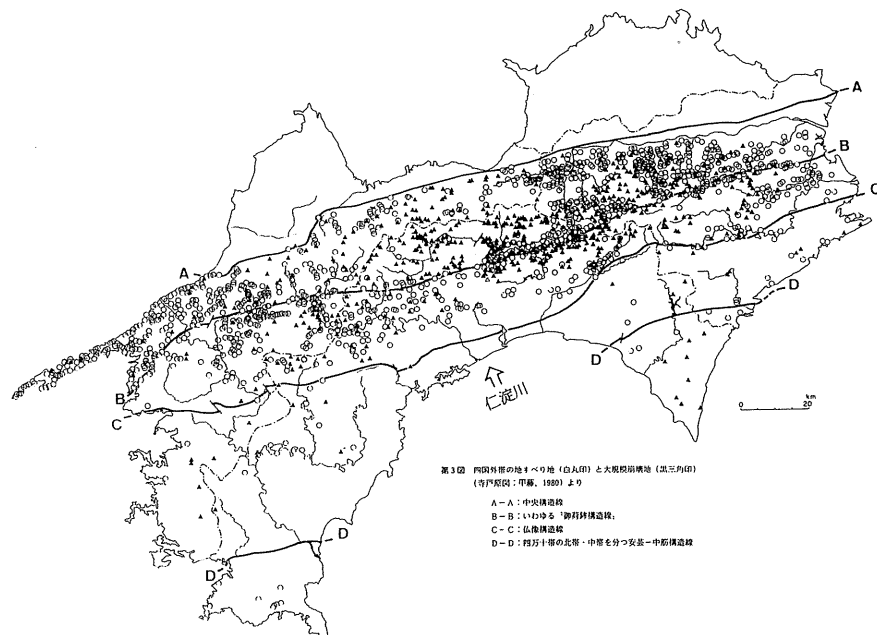 A
B
C
A
D
D
B
C
仁淀川
km
0 20
第3図 四国外帯の地すべり地(白丸印)と大規模崩壊地(黒三角印)
(寺戸原図:甲藤、1980)より
A-A:中央構造線
B-B:いわゆる「御荷鉾構造線」
C-C:仏像構造線
D-D:四万十帯の北帯・中帯を分つ安芸-中筋構造線
D
D